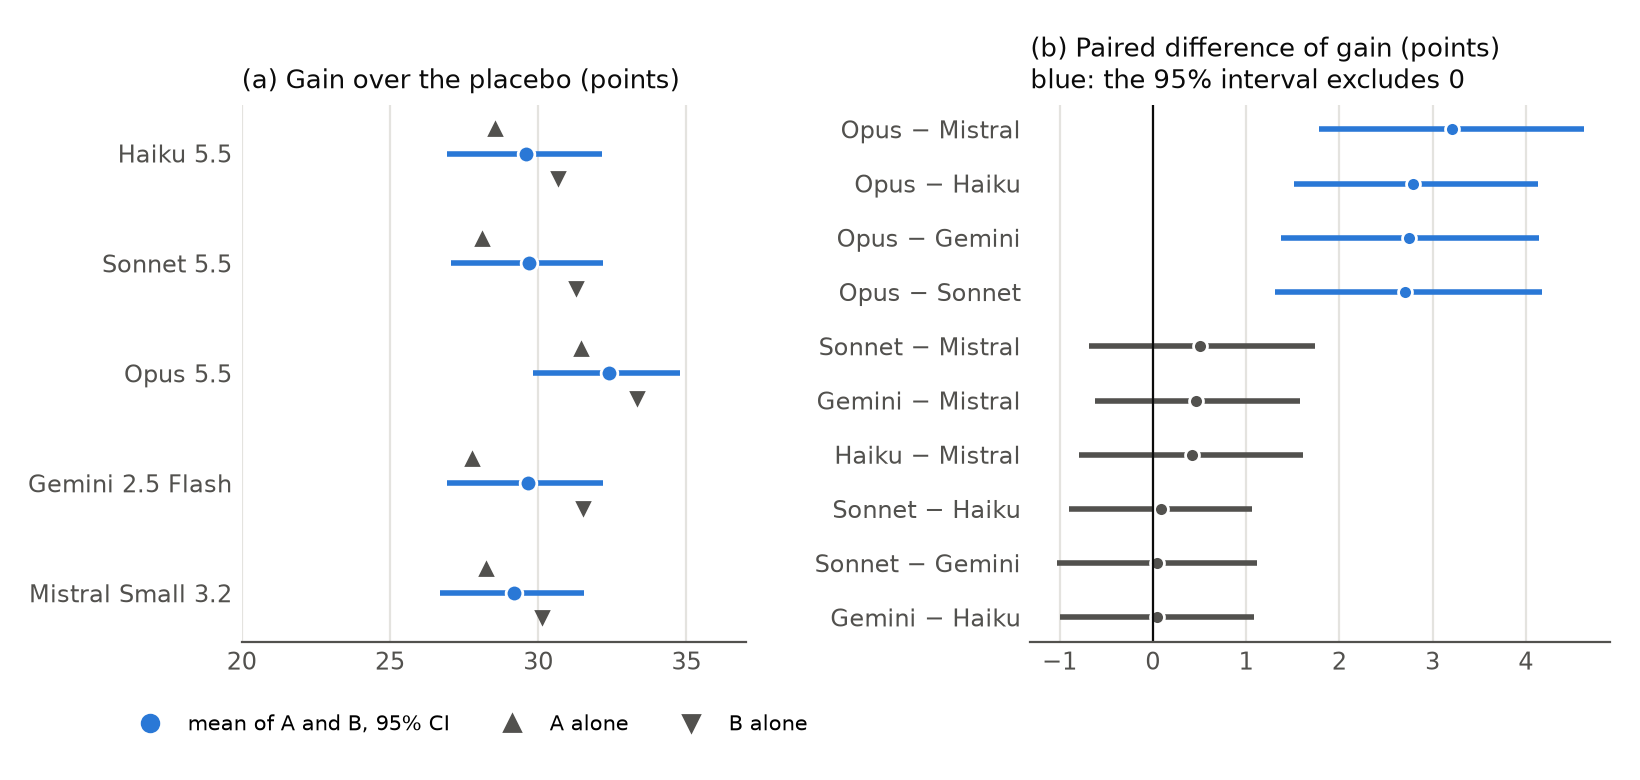 (a) Gain over the placebo (points)
Haiku 5.5
Sonnet 5.5
Opus 5.5
Gemini 2.5 Flash
Mistral Small 3.2
20 25 30 35
mean of A and B, 95% CI A alone B alone
(b) Paired difference of gain (points)
blue: the 95% interval excludes 0
Opus − Mistral
Opus − Haiku
Opus − Gemini
Opus − Sonnet
Sonnet − Mistral
Gemini − Mistral
Haiku − Mistral
Sonnet − Haiku
Sonnet − Gemini
Gemini − Haiku
−1 0 1 2 3 4